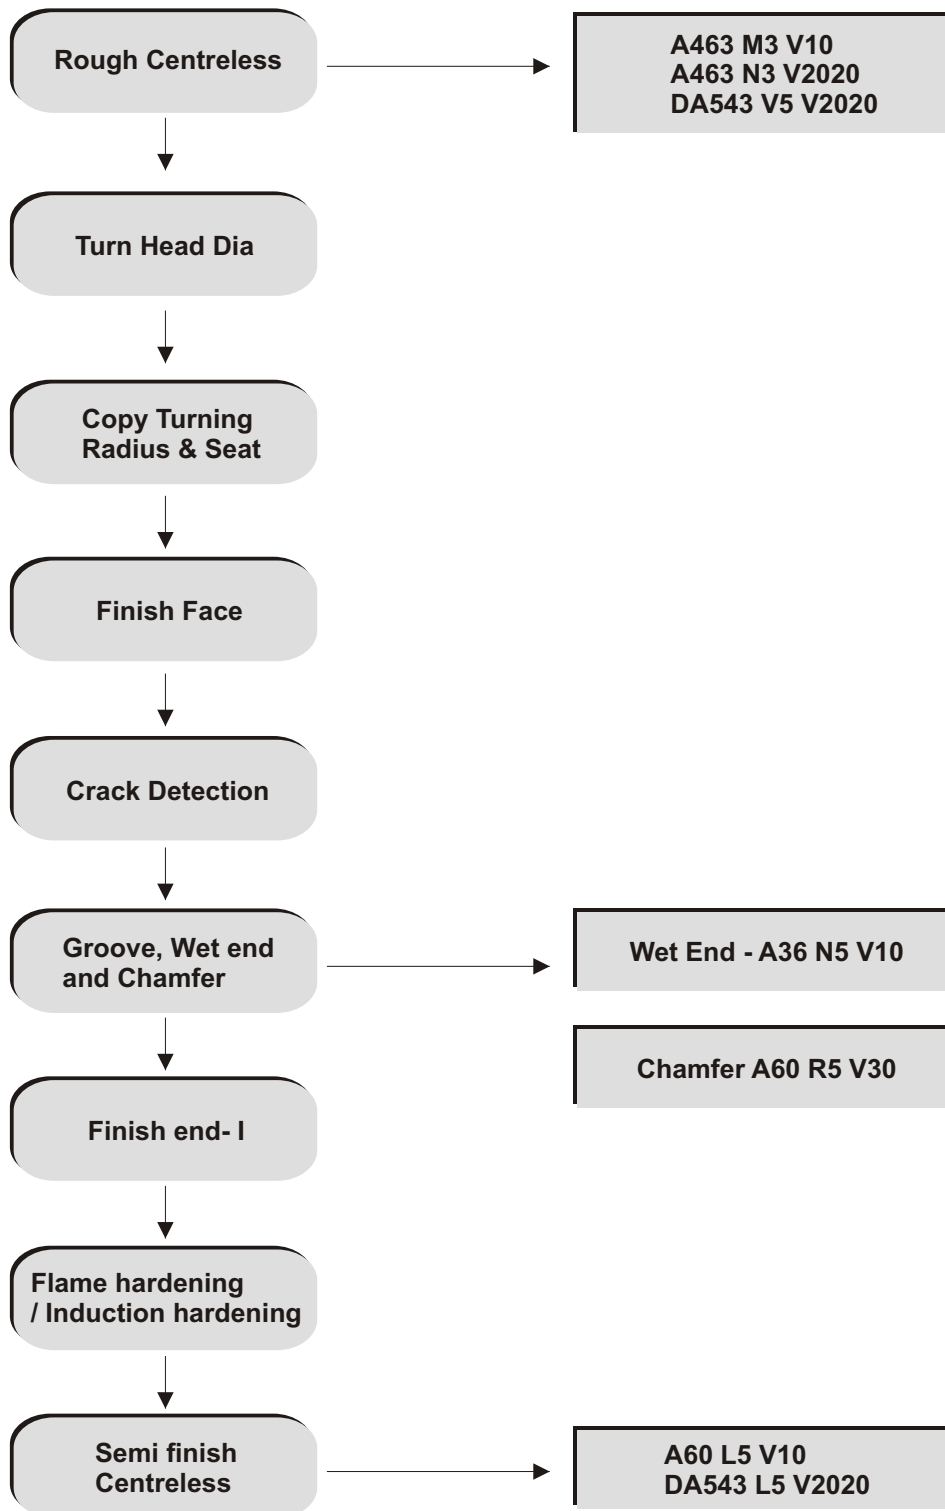 Rough Centreless
A463 M3 V10
A463 N3 V2020
DA543 V5 V2020
Turn Head Dia
Copy Turning
Radius & Seat
Finish Face
Crack Detection
Groove, Wet end
and Chamfer
Wet End - A36 N5 V10
Chamfer A60 R5 V30
Finish end- I
Flame hardening
/ Induction hardening
Semi finish
Centreless
A60 L5 V10
DA543 L5 V2020